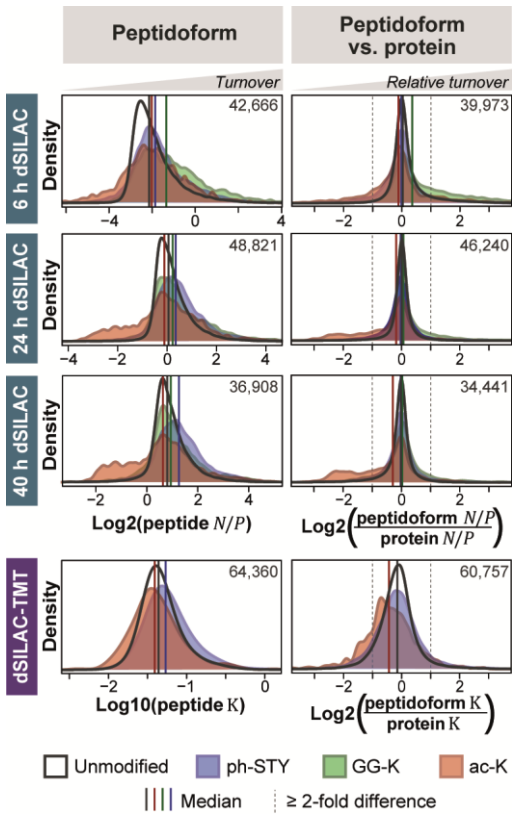 Peptidoform
Peptidoform
vs. protein
Turnover
Relative turnover
6 h dSILAC
Density
42,666
39,973
−4 0 4
−2 0 2
24 h dSILAC
Density
48,821
46,240
−4 −2 0 2 4
−2 0 2
40 h dSILAC
Density
36,908
34,441
−2 0 2 4
−2 0 2
Log2(peptide N/P)
Log2(peptidoform N/P
protein N/P)
dSILAC-TMT
Density
64,360
60,757
−2 −1 0
−2 0 2
Log10(peptide K)
Log2(peptidoform K
protein K)
Unmodified ph-STY GG-K ac-K
Median ≥ 2-fold difference